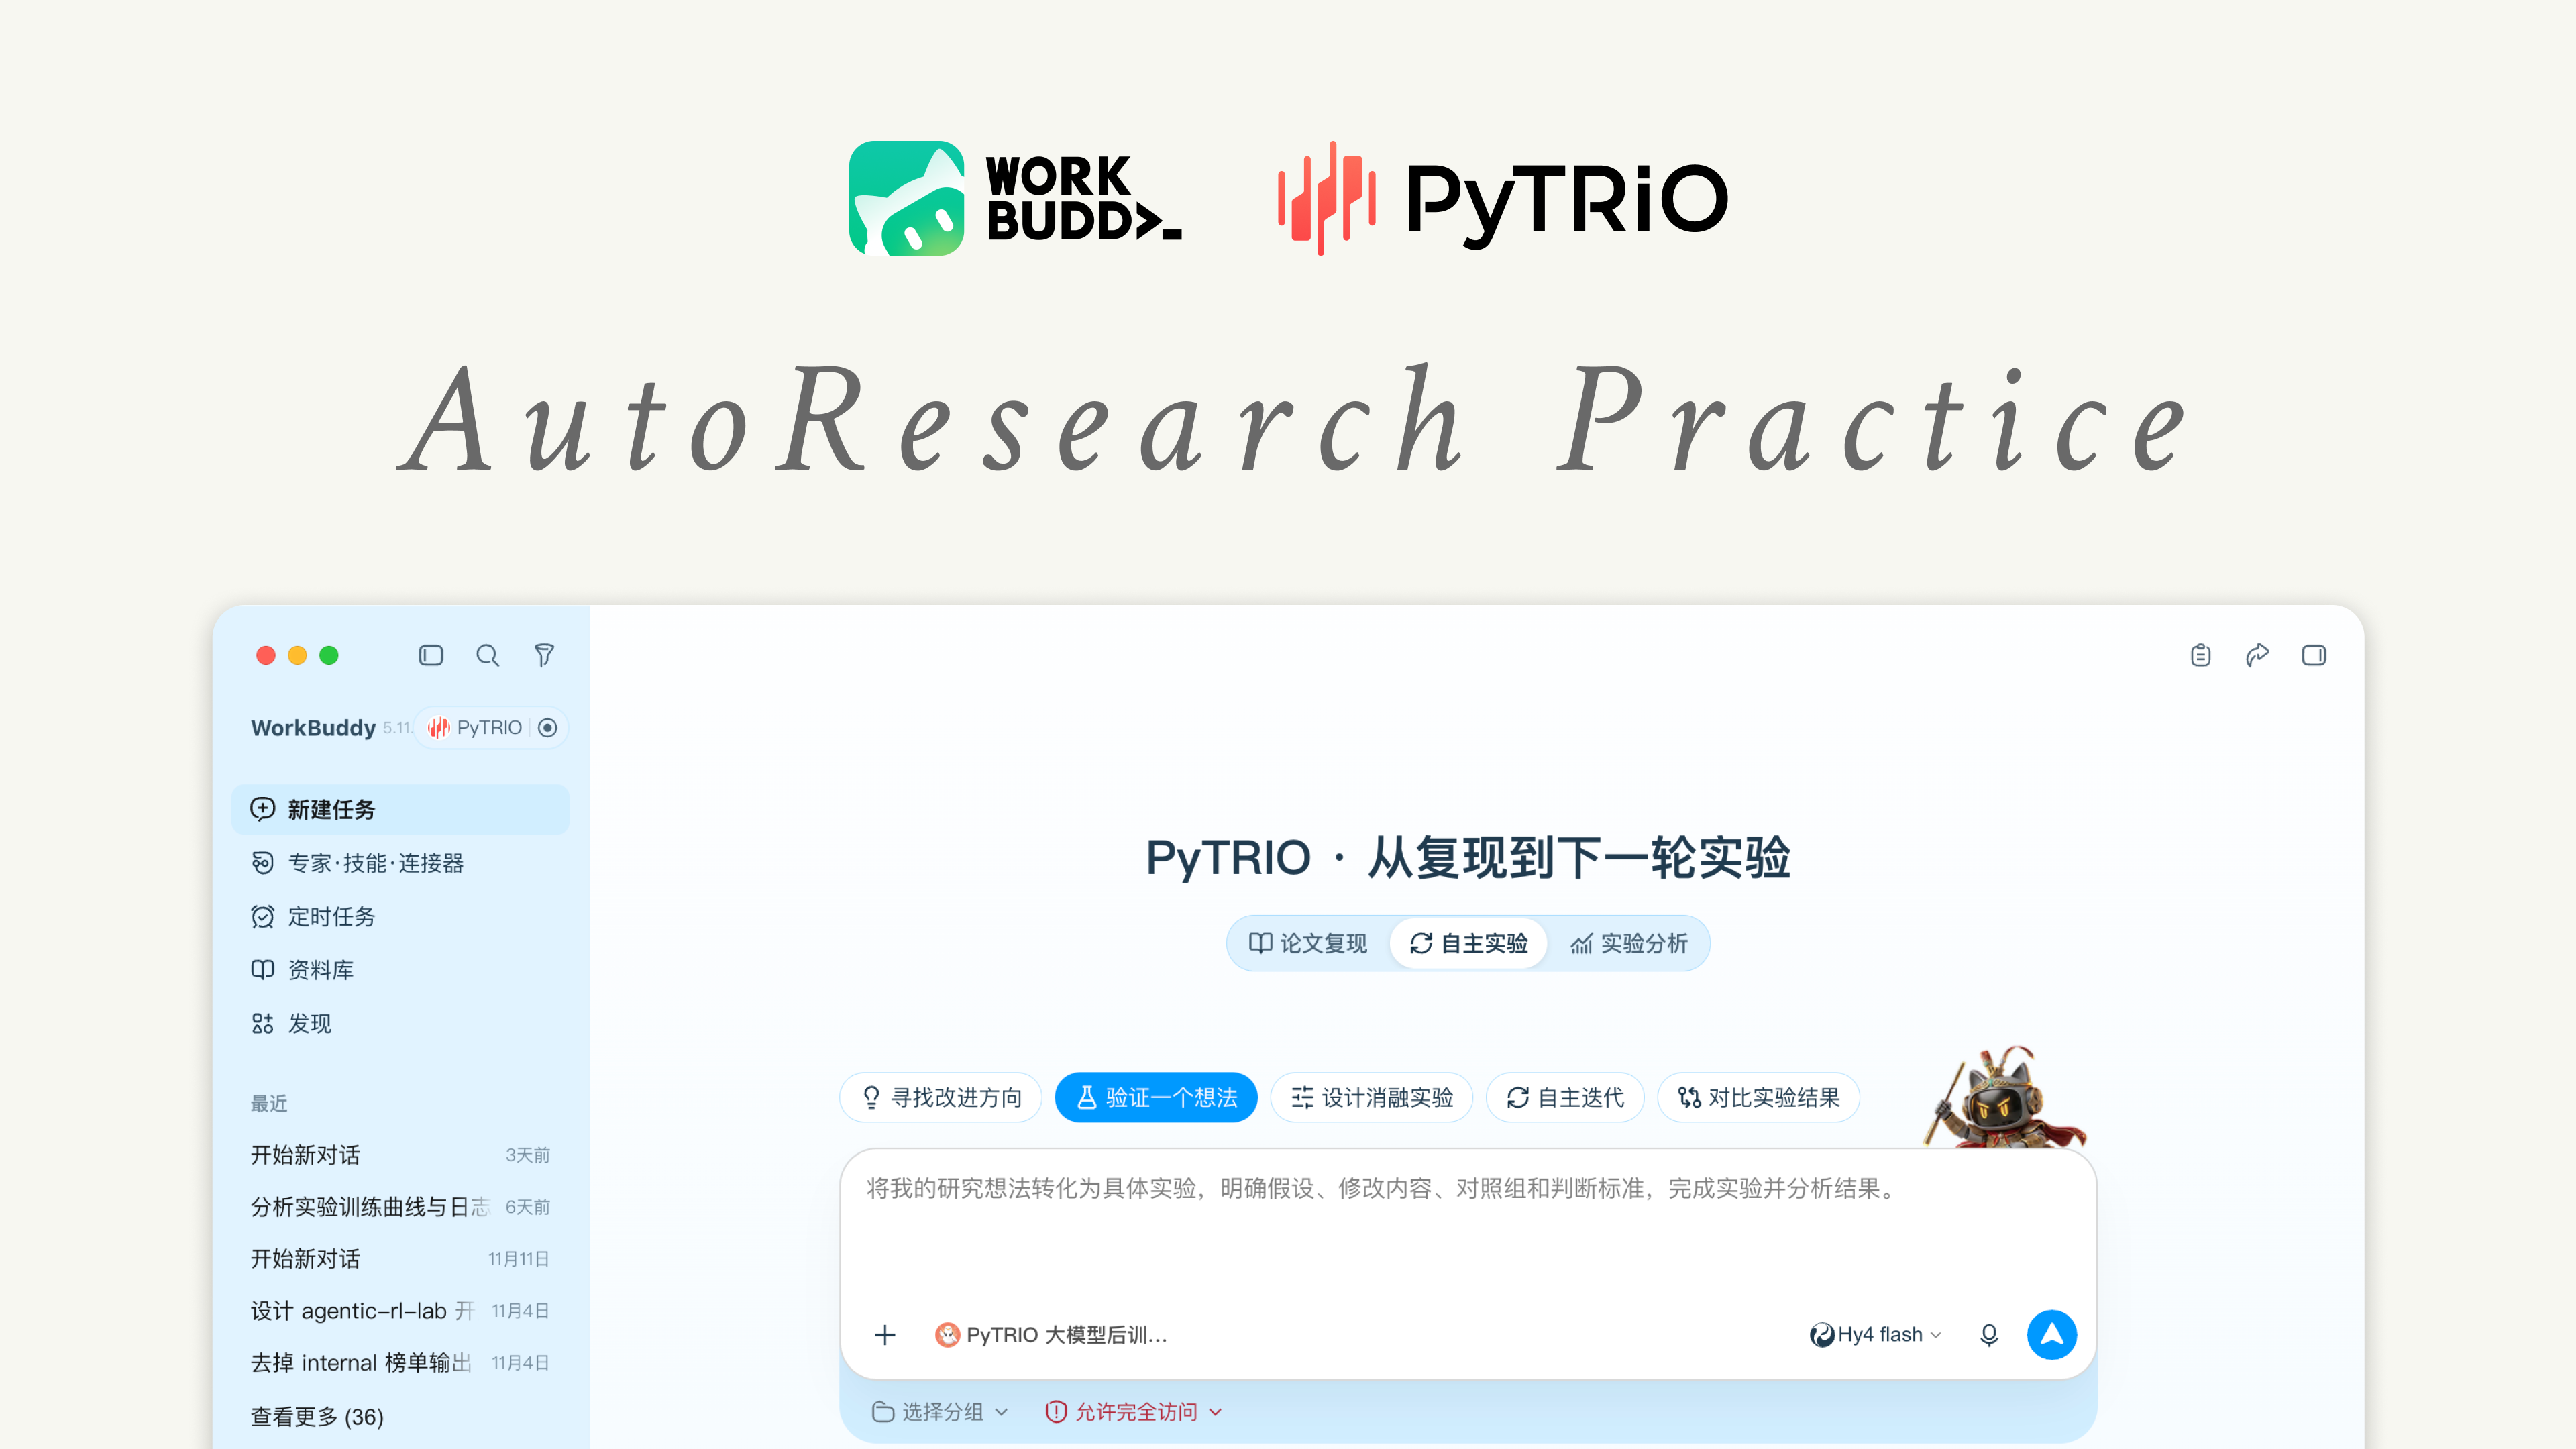 WORK
BUDD>_
PyTRiO
AutoResearch Practice
WorkBuddy 5.11.
PyTRIO
新建任务
专家·技能·连接器
定时任务
资料库
发现
最近
开始新对话 3天前
分析实验训练曲线与日志 6天前
开始新对话 11月11日
设计 agentic-rl-lab 开 11月4日
去掉 internal 榜单输出 11月4日
查看更多 (36)
PyTRIO · 从复现到下一轮实验
论文复现 自主实验 实验分析
寻找改进方向 验证一个想法 设计消融实验 自主迭代 对比实验结果
将我的研究想法转化为具体实验，明确假设、修改内容、对照组和判断标准，完成实验并分析结果。
PyTRIO 大模型后训... Hy4 flash
选择分组 允许完全访问